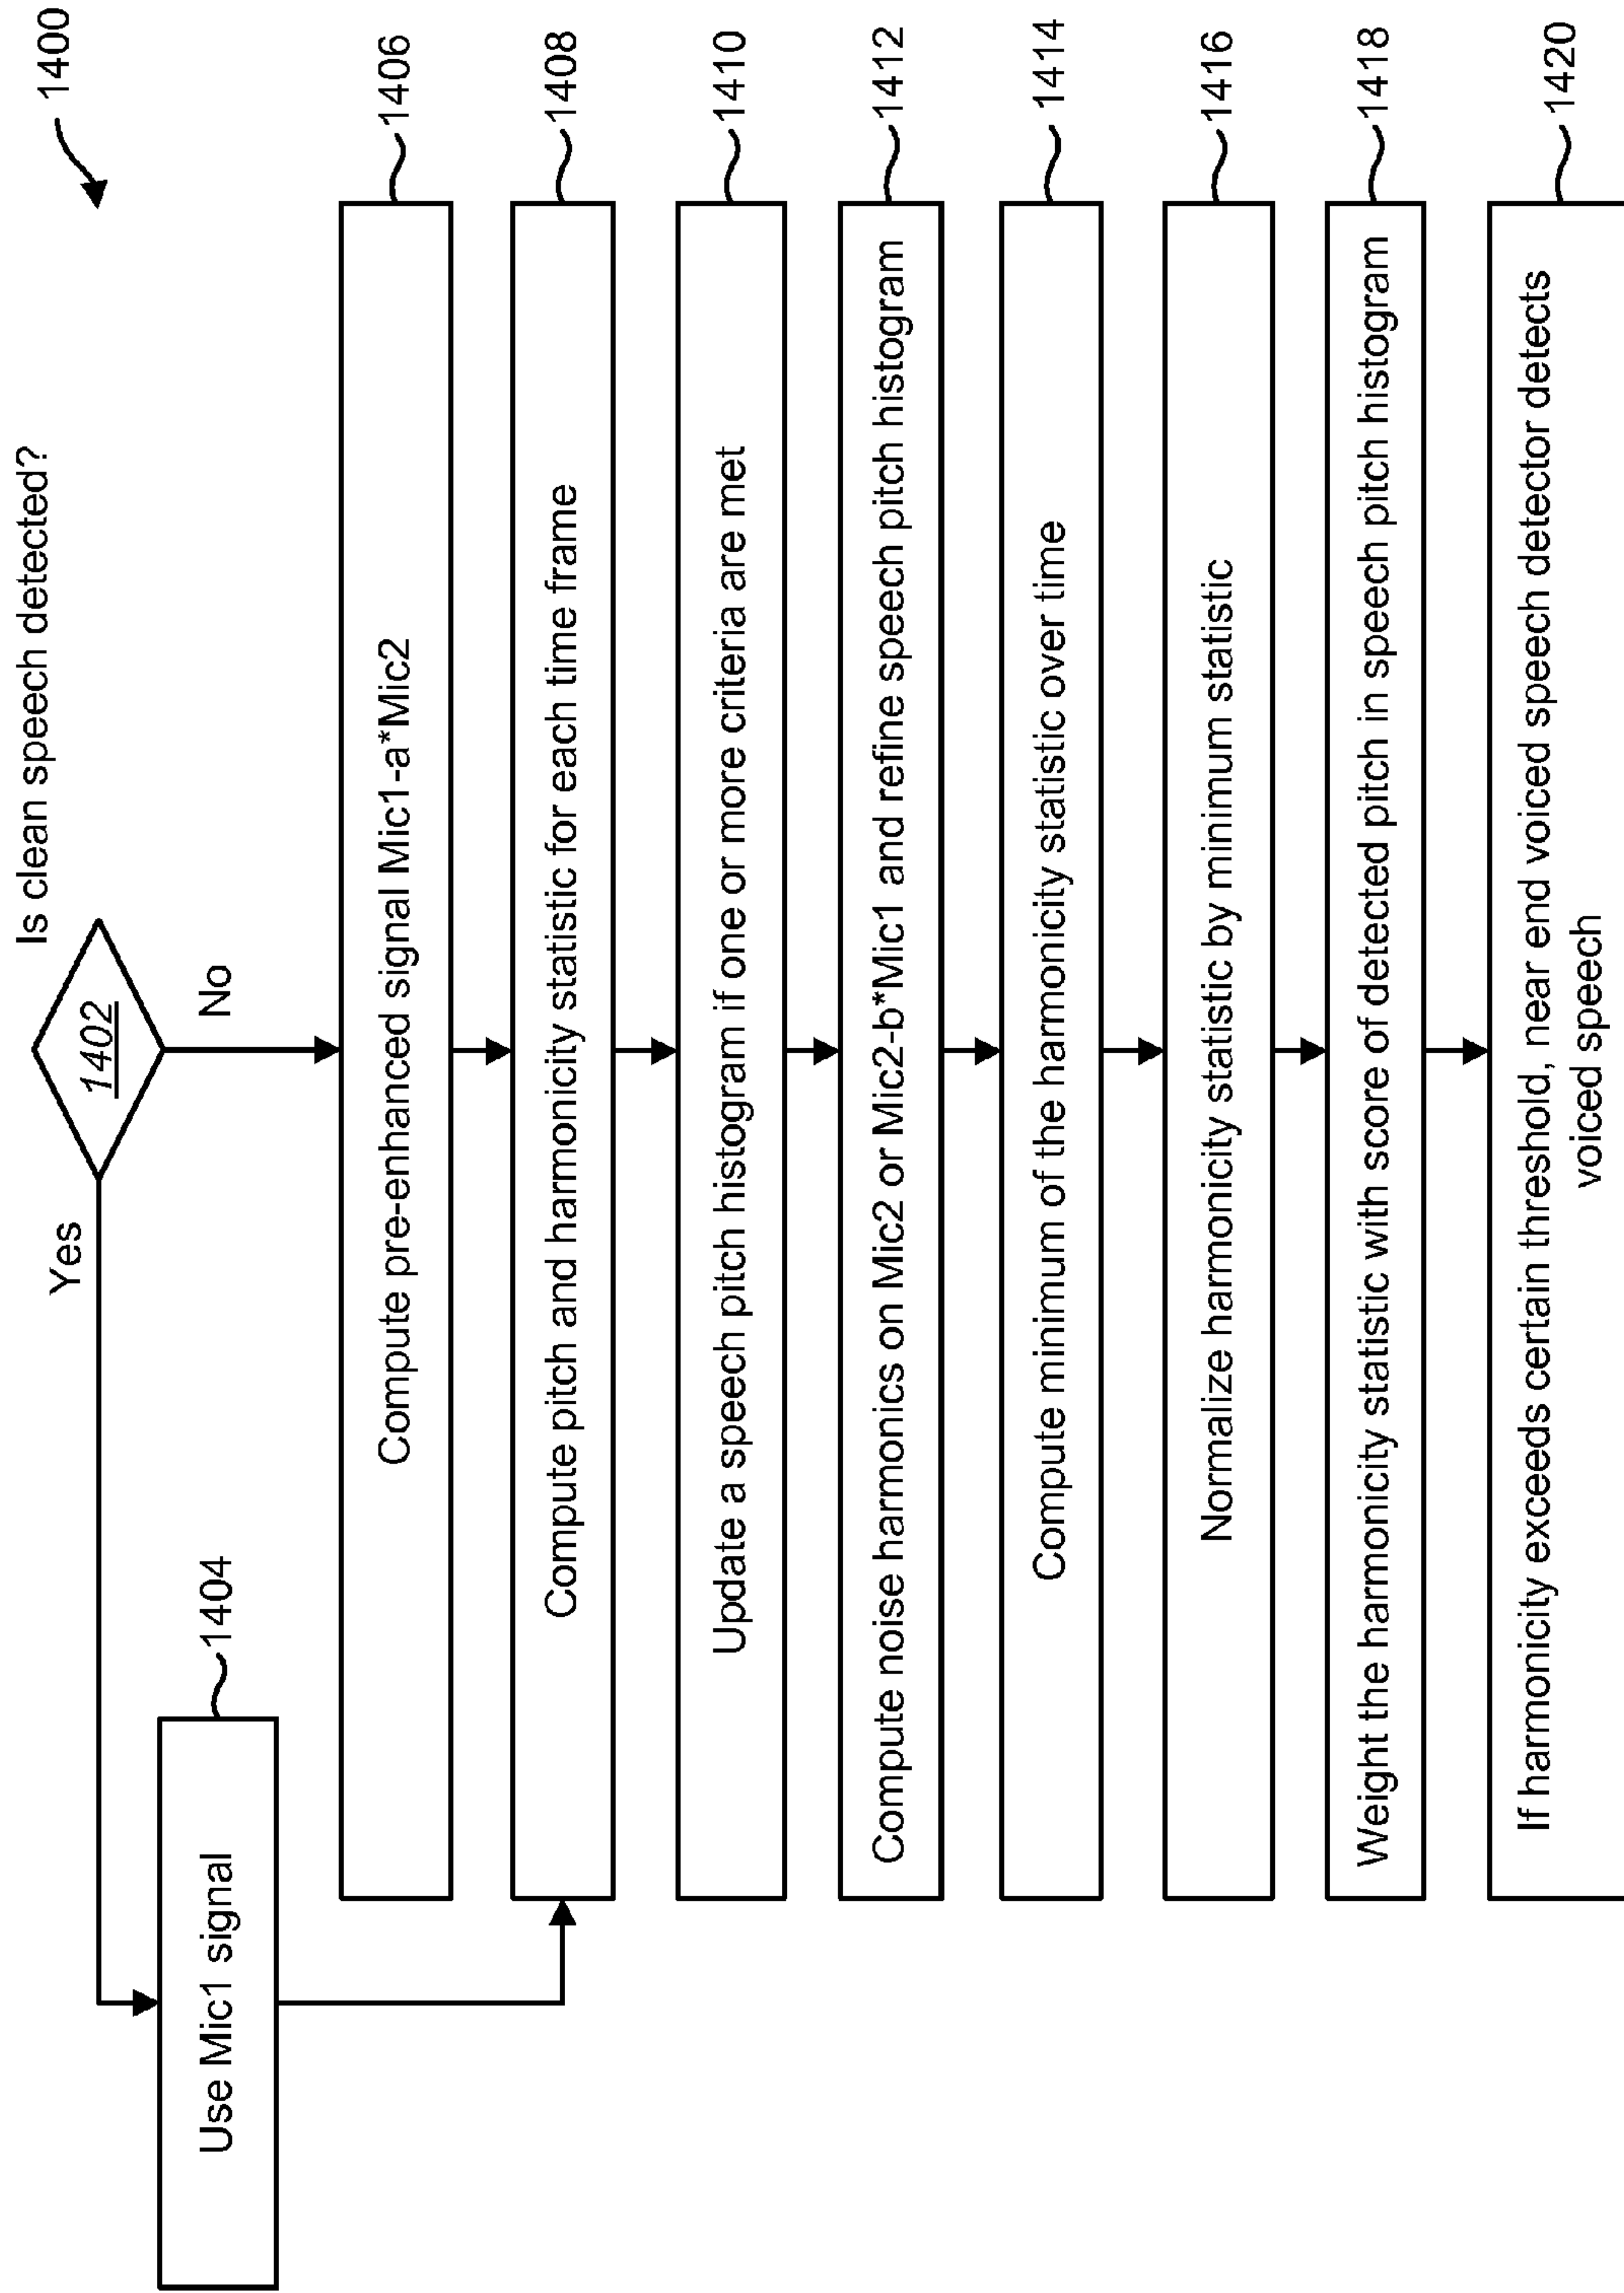 1400
Is clean speech detected?
1402
Yes
No
Use Mic1 signal
1404
Compute pre-enhanced signal Mic1-a*Mic2
1406
Compute pitch and harmonicity statistic for each time frame
1408
Update a speech pitch histogram if one or more criteria are met
1410
Compute noise harmonics on Mic2 or Mic2-b*Mic1 and refine speech pitch histogram
1412
Compute minimum of the harmonicity statistic over time
1414
Normalize harmonicity statistic by minimum statistic
1416
Weight the harmonicity statistic with score of detected pitch in speech pitch histogram
1418
If harmonicity exceeds certain threshold, near end voiced speech detector detects
voiced speech
1420